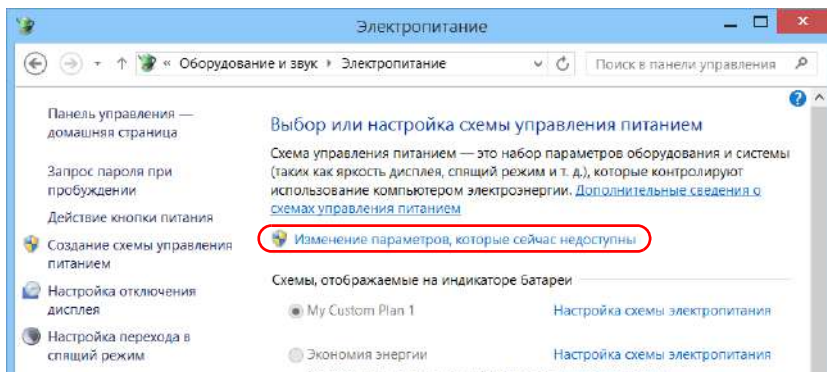 Электропитание
« Оборудование и звук Электропитание
Поиск в панели управления
Панель управления —
домашняя страница
Запрос пароля при
пробуждении
Действие кнопки питания
Создание схемы управления
питанием
Настройка отключения
дисплея
Настройка перехода в
спящий режим
Выбор или настройка схемы управления питанием
Схема управления питанием — это набор параметров оборудования и системы
(таких как яркость дисплея, спящий режим и т. д.), которые контролируют
использование компьютером электроэнергии. Дополнительные сведения о
схемах управления питанием
Изменение параметров, которые сейчас недоступны
Схемы, отображаемые на индикаторе батареи
My Custom Plan 1 Настройка схемы электропитания
Экономия энергии Настройка схемы электропитания